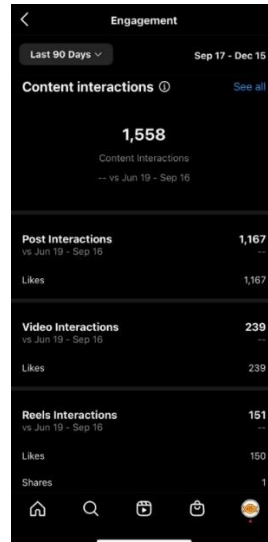 Engagement
Last 90 Days
Sep 17 - Dec 15
Content interactions
See all
1,558
Content Interactions
-- vs Jun 19 - Sep 16
Post Interactions
1,167
vs Jun 19 - Sep 16
--
Likes
1,167
Video Interactions
239
vs Jun 19 - Sep 16
--
Likes
239
Reels Interactions
151
vs Jun 19 - Sep 16
--
Likes
150
Shares
1